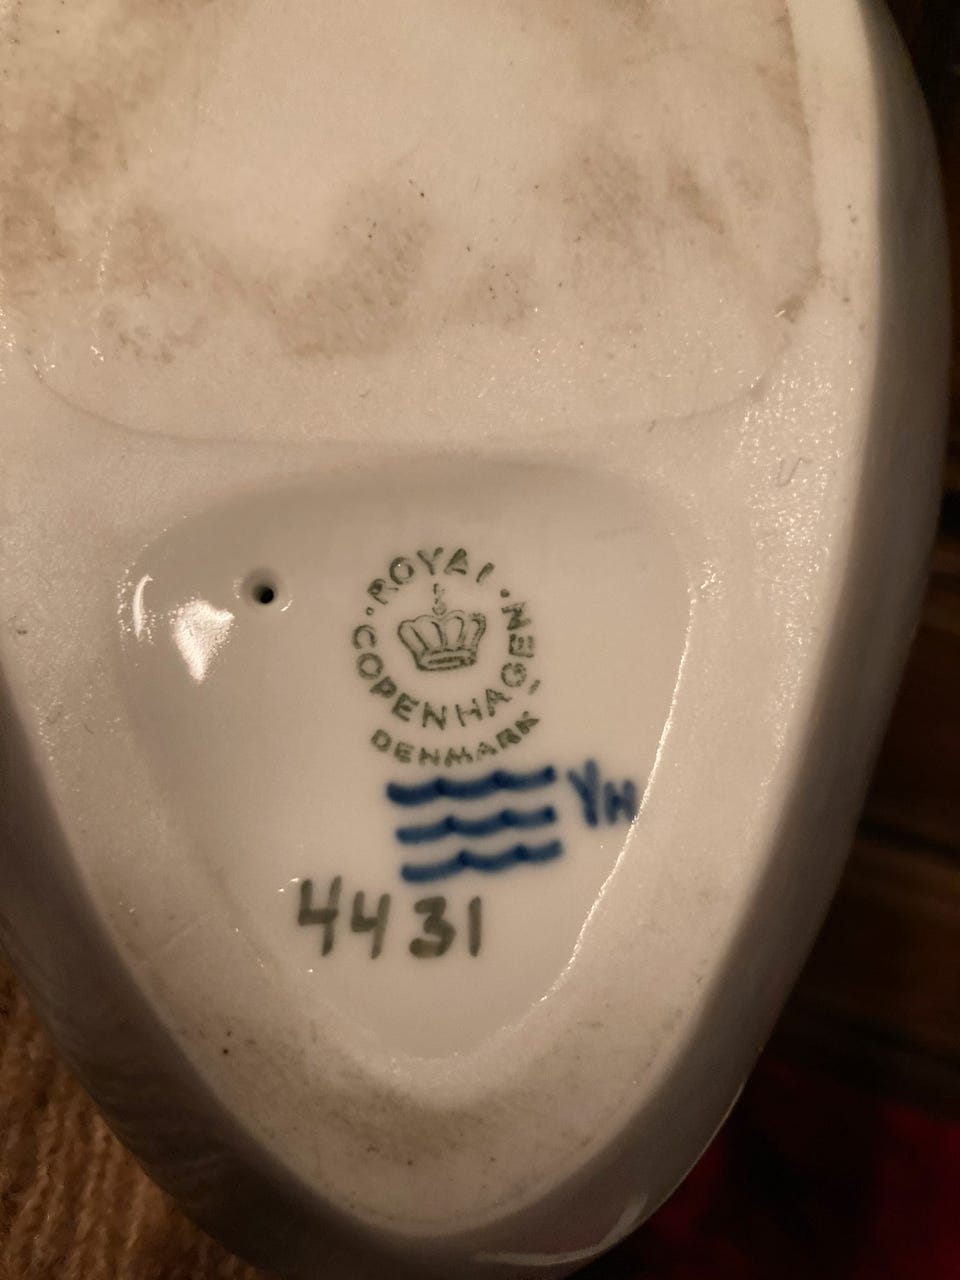 ROYAL COPENHAGEN
DENMARK
YH
4431